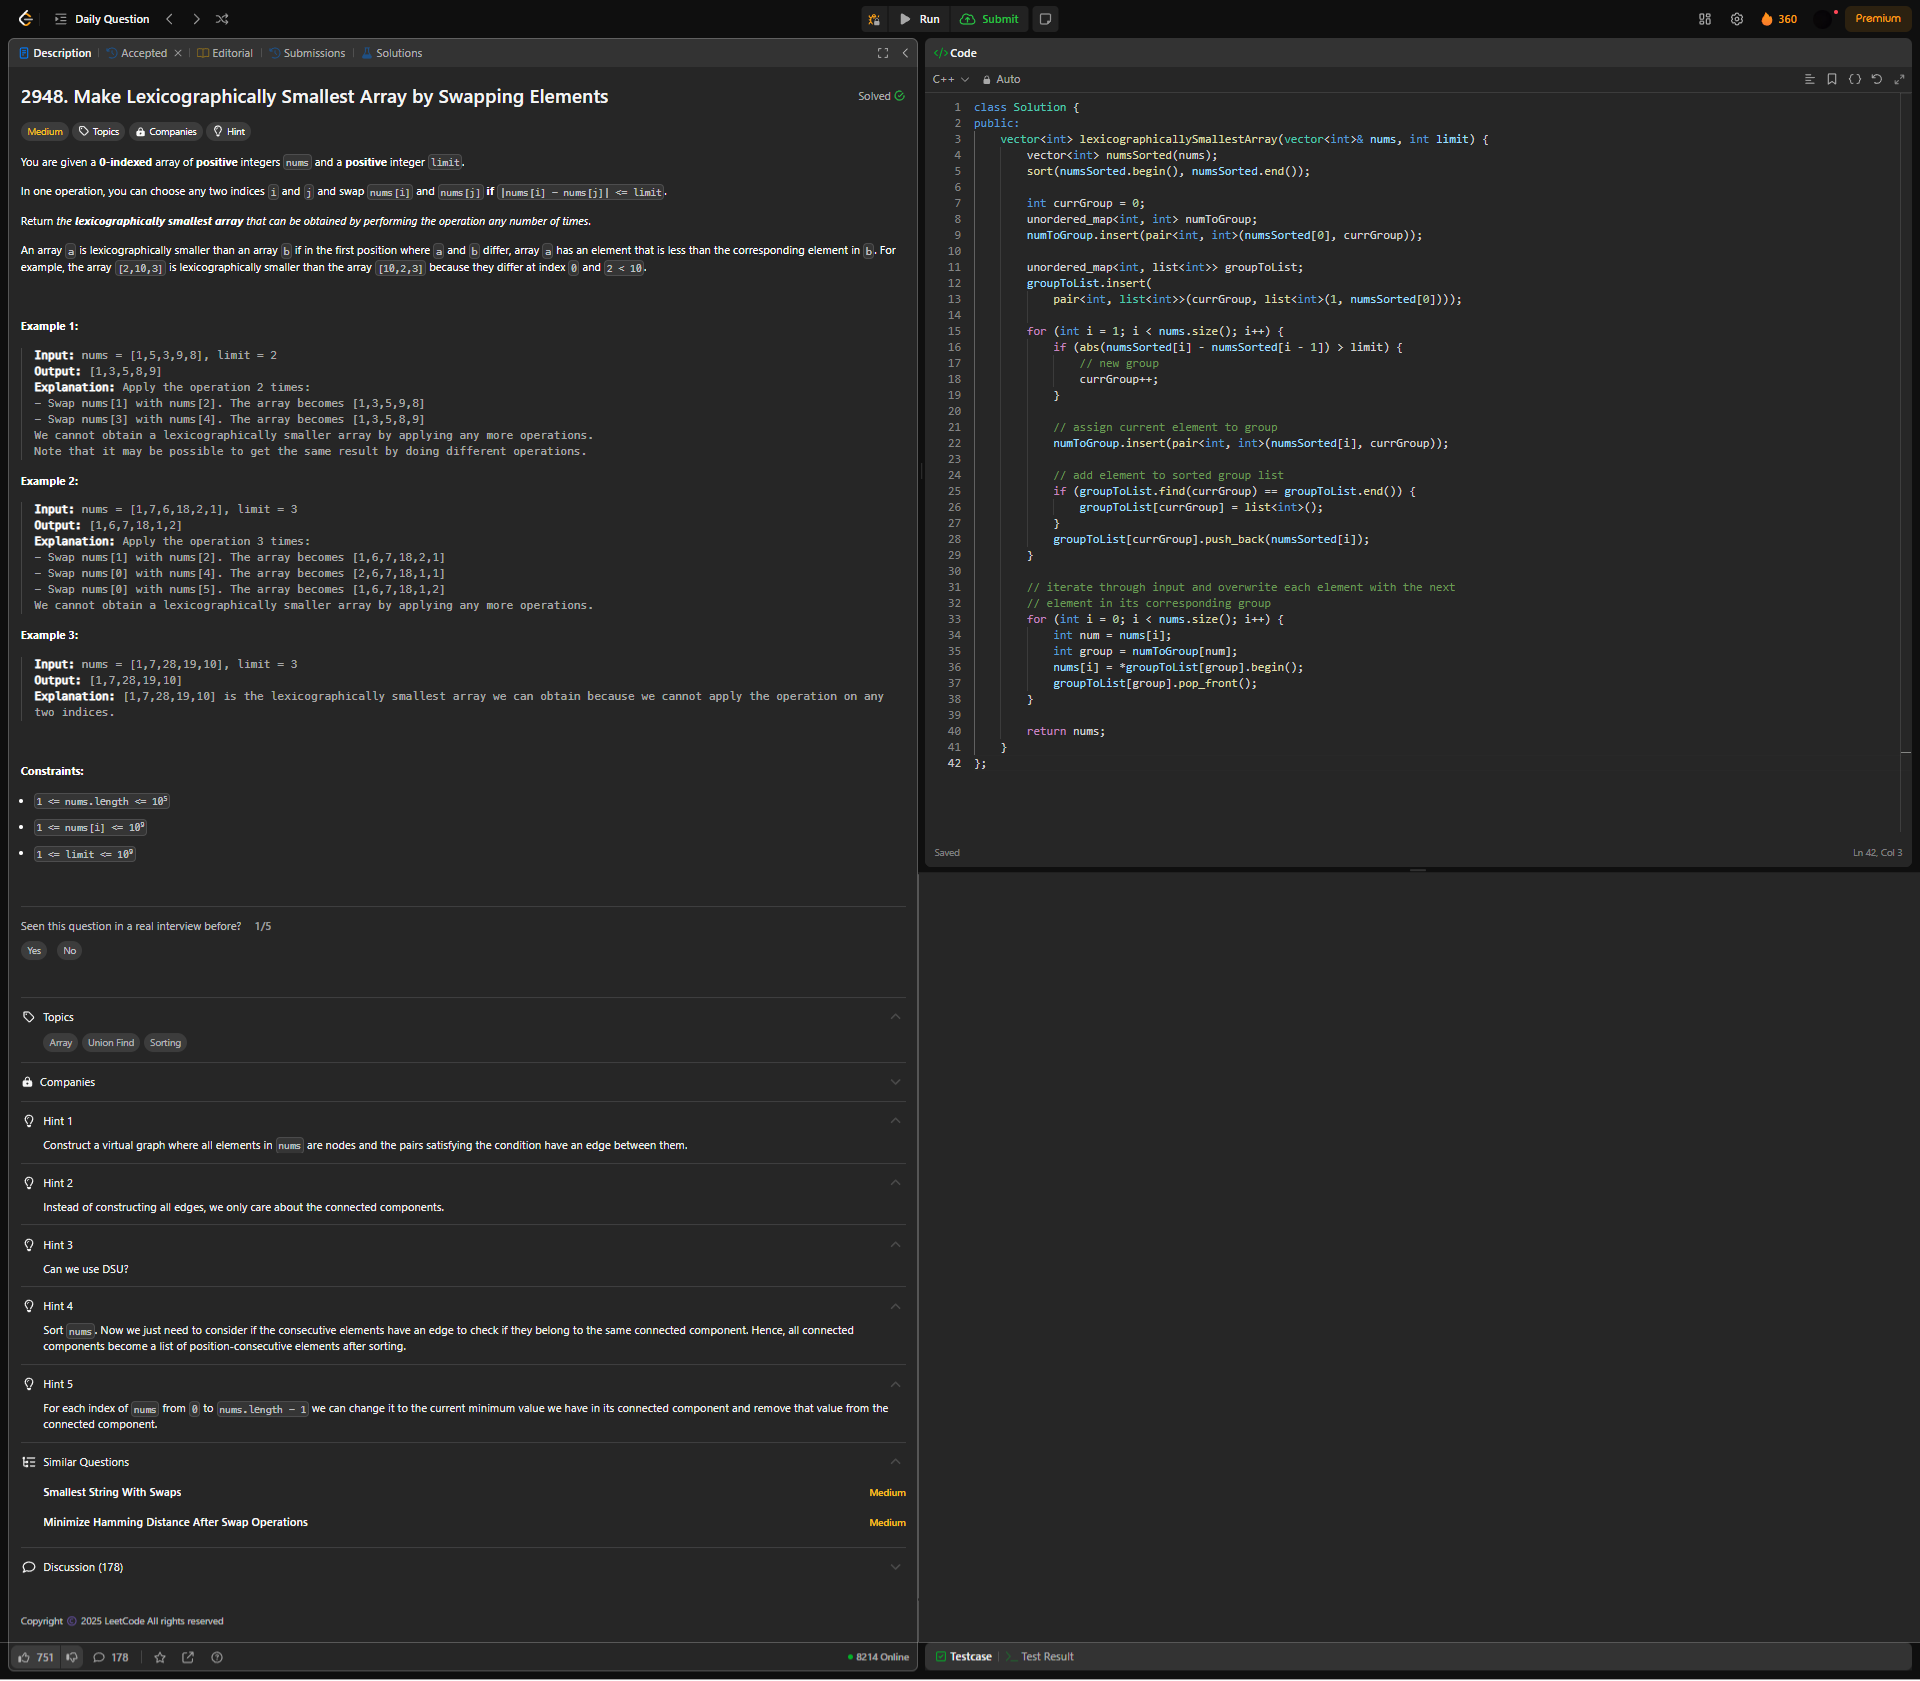 Daily Question
Run
Submit
360
Premium
Description
Accepted
Editorial
Submissions
Solutions
2948. Make Lexicographically Smallest Array by Swapping Elements
Solved
Medium
Topics
Companies
Hint
You are given a 0-indexed array of positive integers nums and a positive integer limit.
In one operation, you can choose any two indices i and j and swap nums[i] and nums[j] if |nums[i] - nums[j]| <= limit.
Return the lexicographically smallest array that can be obtained by performing the operation any number of times.
An array a is lexicographically smaller than an array b if in the first position where a and b differ, array a has an element that is less than the corresponding element in b. For
example, the array [2,10,3] is lexicographically smaller than the array [10,2,3] because they differ at index 0 and 2 < 10.
Example 1:
Input: nums = [1,5,3,9,8], limit = 2
Output: [1,3,5,8,9]
Explanation: Apply the operation 2 times:
- Swap nums[1] with nums[2]. The array becomes [1,3,5,9,8]
- Swap nums[3] with nums[4]. The array becomes [1,3,5,8,9]
We cannot obtain a lexicographically smaller array by applying any more operations.
Note that it may be possible to get the same result by doing different operations.
Example 2:
Input: nums = [1,7,6,18,2,1], limit = 3
Output: [1,6,7,18,1,2]
Explanation: Apply the operation 3 times:
- Swap nums[1] with nums[2]. The array becomes [1,6,7,18,2,1]
- Swap nums[0] with nums[4]. The array becomes [2,6,7,18,1,1]
- Swap nums[0] with nums[5]. The array becomes [1,6,7,18,1,2]
We cannot obtain a lexicographically smaller array by applying any more operations.
Example 3:
Input: nums = [1,7,28,19,10], limit = 3
Output: [1,7,28,19,10]
Explanation: [1,7,28,19,10] is the lexicographically smallest array we can obtain because we cannot apply the operation on any
two indices.
Constraints:
• 1 <= nums.length <= 10⁵
• 1 <= nums[i] <= 10⁹
• 1 <= limit <= 10⁹
Seen this question in a real interview before? 1/5
Yes
No
Topics
Array
Union Find
Sorting
Companies
Hint 1
Construct a virtual graph where all elements in nums are nodes and the pairs satisfying the condition have an edge between them.
Hint 2
Instead of constructing all edges, we only care about the connected components.
Hint 3
Can we use DSU?
Hint 4
Sort nums. Now we just need to consider if the consecutive elements have an edge to check if they belong to the same connected component. Hence, all connected
components become a list of position-consecutive elements after sorting.
Hint 5
For each index of nums from 0 to nums.length - 1 we can change it to the current minimum value we have in its connected component and remove that value from the
connected component.
Similar Questions
Smallest String With Swaps Medium
Minimize Hamming Distance After Swap Operations Medium
Discussion (178)
Copyright © 2025 LeetCode All rights reserved
751
178
8214 Online
</>Code
C++
Auto
1 class Solution {
2 public:
3     vector<int> lexicographicallySmallestArray(vector<int>& nums, int limit) {
4         vector<int> numsSorted(nums);
5         sort(numsSorted.begin(), numsSorted.end());
6
7         int currGroup = 0;
8         unordered_map<int, int> numToGroup;
9         numToGroup.insert(pair<int, int>(numsSorted[0], currGroup));
10
11         unordered_map<int, list<int>> groupToList;
12         groupToList.insert(
13             pair<int, list<int>>(currGroup, list<int>(1, numsSorted[0])));
14
15         for (int i = 1; i < nums.size(); i++) {
16             if (abs(numsSorted[i] - numsSorted[i - 1]) > limit) {
17                 // new group
18                 currGroup++;
19             }
20
21             // assign current element to group
22             numToGroup.insert(pair<int, int>(numsSorted[i], currGroup));
23
24             // add element to sorted group list
25             if (groupToList.find(currGroup) == groupToList.end()) {
26                 groupToList[currGroup] = list<int>();
27             }
28             groupToList[currGroup].push_back(numsSorted[i]);
29         }
30
31         // iterate through input and overwrite each element with the next
32         // element in its corresponding group
33         for (int i = 0; i < nums.size(); i++) {
34             int num = nums[i];
35             int group = numToGroup[num];
36             nums[i] = *groupToList[group].begin();
37             groupToList[group].pop_front();
38         }
39
40         return nums;
41     }
42 };
Saved
Ln 42, Col 3
Testcase
Test Result